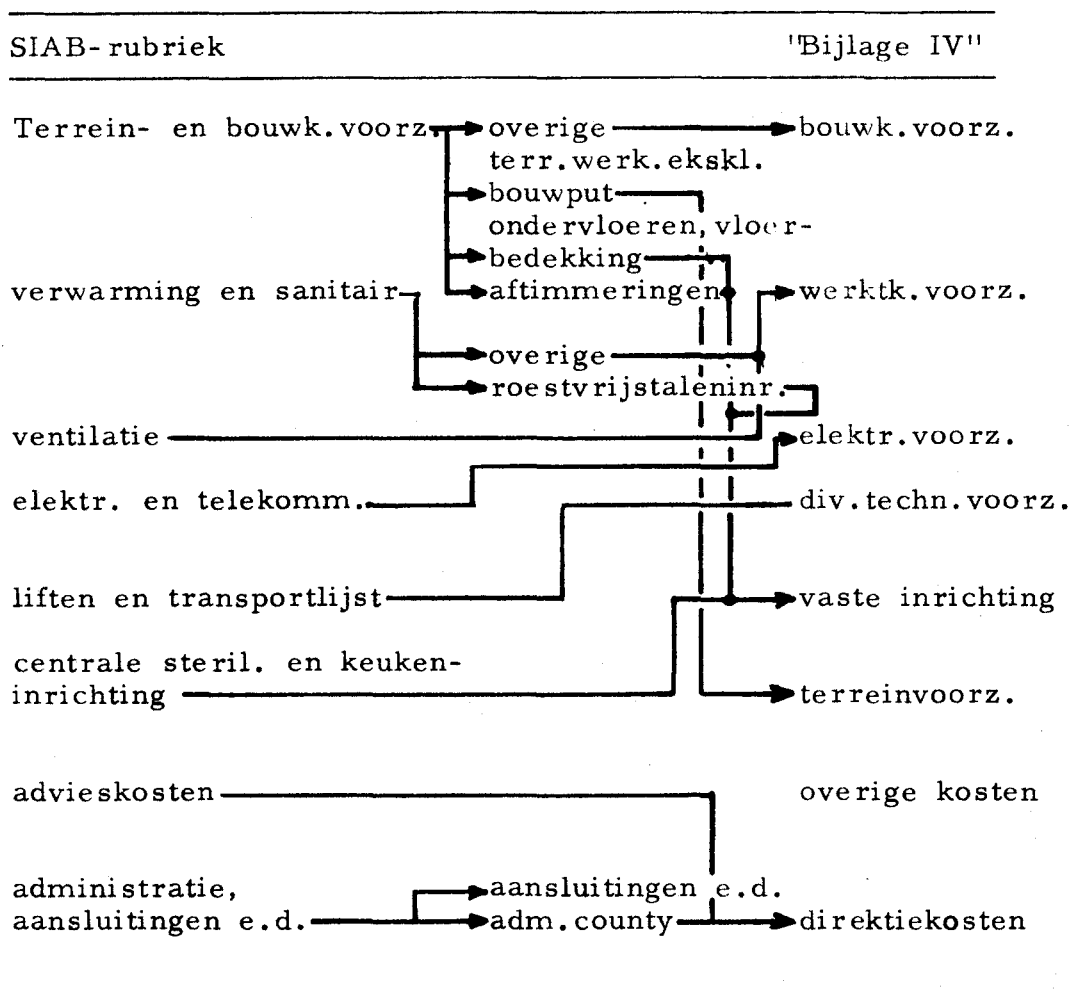 SIAB-rubriek "Bijlage IV"
Terrein- en bouwk.voorz. overige bouwk.voorz.
terr.werk.ekskl.
bouwput
ondervloeren, vloer-
bedekking
verwarming en sanitair aftimmeringen werktk.voorz.
overige
roestvrijstaleninr.
ventilatie elektr.voorz.
elektr. en telekomm. div.techn.voorz.
liften en transportlijst vaste inrichting
centrale steril. en keuken-
inrichting terreinvoorz.
advieskosten overige kosten
administratie, aansluitingen e.d.
aansluitingen e.d. adm.county direktiekosten